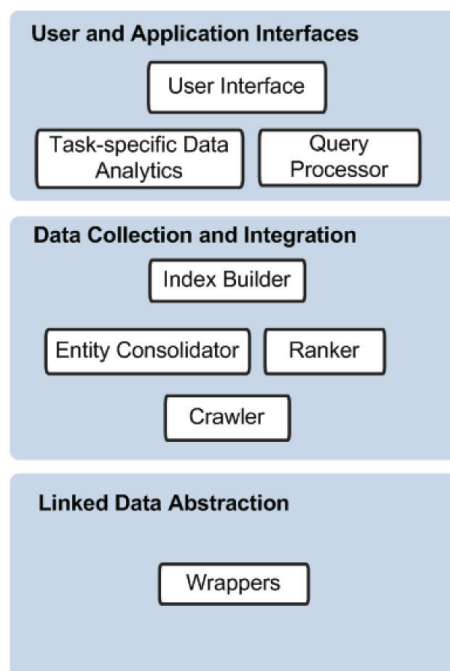 User and Application Interfaces
User Interface
Task-specific Data
Analytics
Query
Processor
Data Collection and Integration
Index Builder
Entity Consolidator
Ranker
Crawler
Linked Data Abstraction
Wrappers